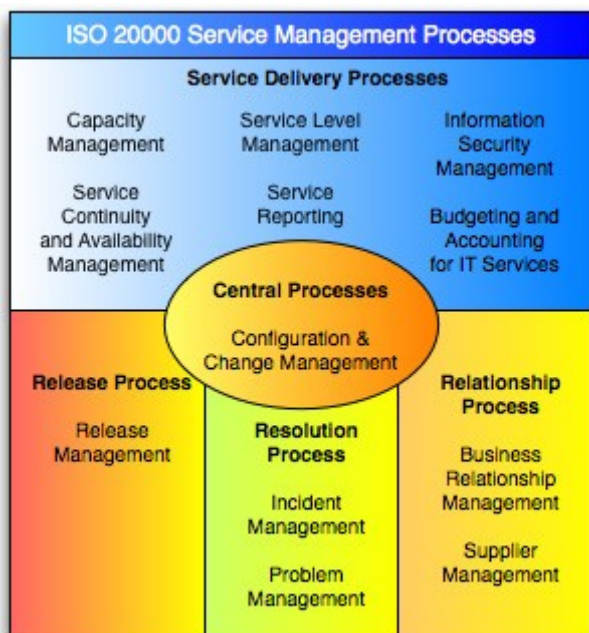 ISO 20000 Service Management Processes
Service Delivery Processes
Capacity
Management
Service Level
Management
Information
Security
Management
Service
Continuity
and Availability
Management
Service
Reporting
Budgeting and
Accounting
for IT Services
Central Processes
Configuration &
Change Management
Release Process
Release
Management
Resolution
Process
Incident
Management
Problem
Management
Relationship
Process
Business
Relationship
Management
Supplier
Management